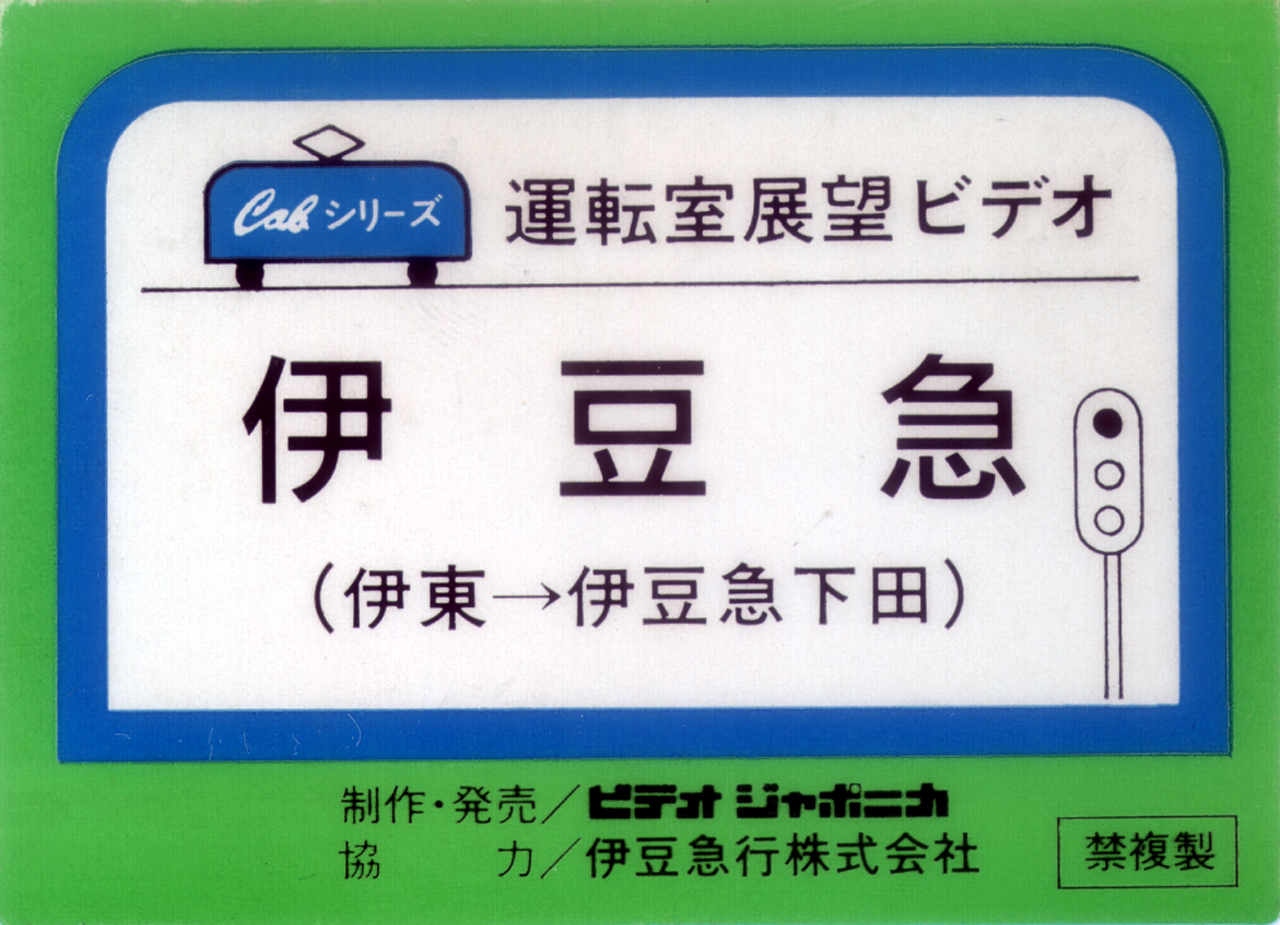 Cab シリーズ
運転室展望ビデオ
伊豆急
(伊東→伊豆急下田)
制作・発売/ビデオ ジャポニカ
協力/伊豆急行株式会社
禁複製